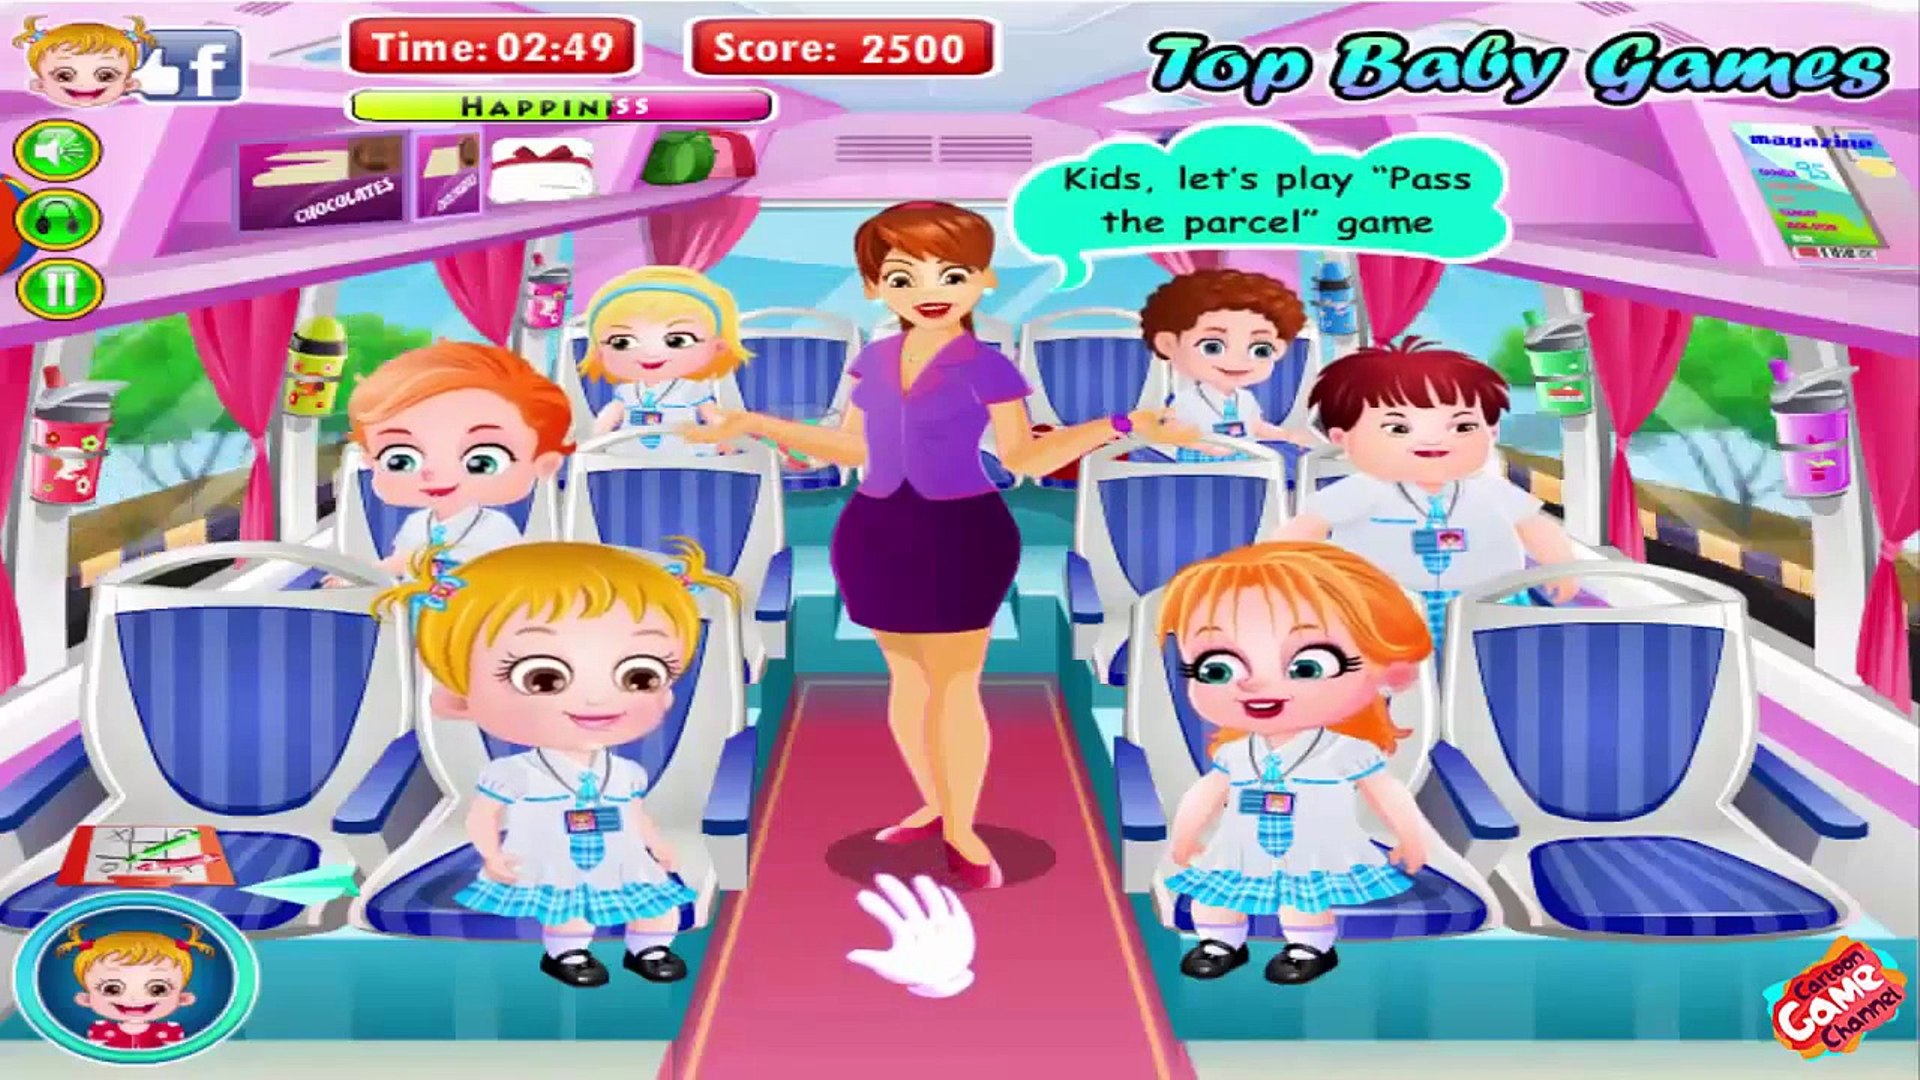 f
Time: 02:49
Score: 2500
Top Baby Games
HAPPINESS
Kids, let's play “Pass
the parcel” game
CHOCOLATES
magazine
Cartoon
GAME
Channel